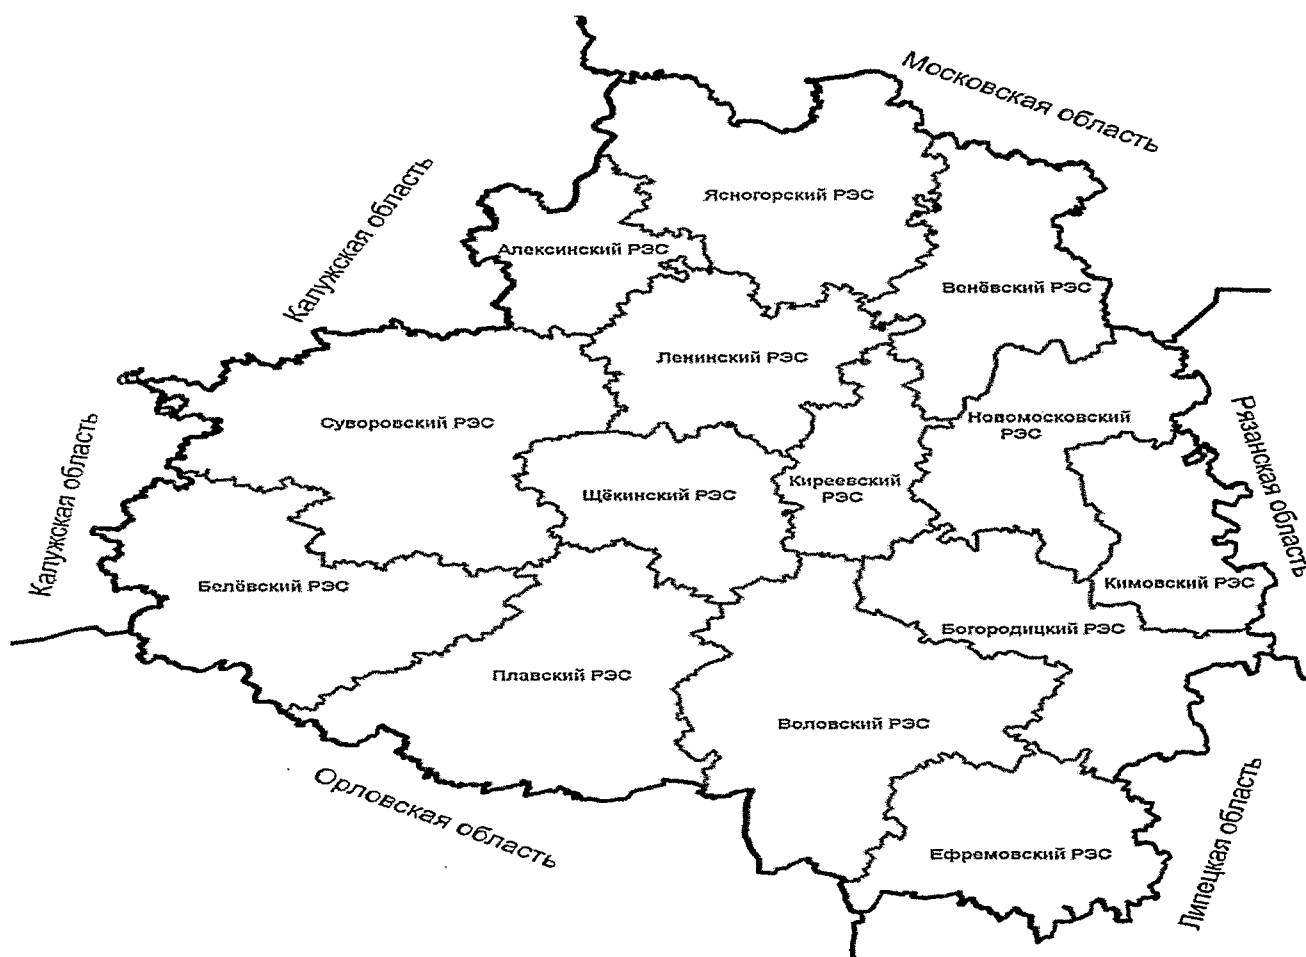 Московская область
Калужская область
Ясногорский РЭС
Алексинский РЭС
Венёвский РЭС
Ленинский РЭС
Суворовский РЭС
Новомосковский
РЭС
Калужская область
Рязанская область
Щёкинский РЭС
Киреевский
РЭС
Белёвский РЭС
Кимовский РЭС
Богородицкий РЭС
Плавский РЭС
Воловский РЭС
Орловская область
Ефремовский РЭС
Липецкая область